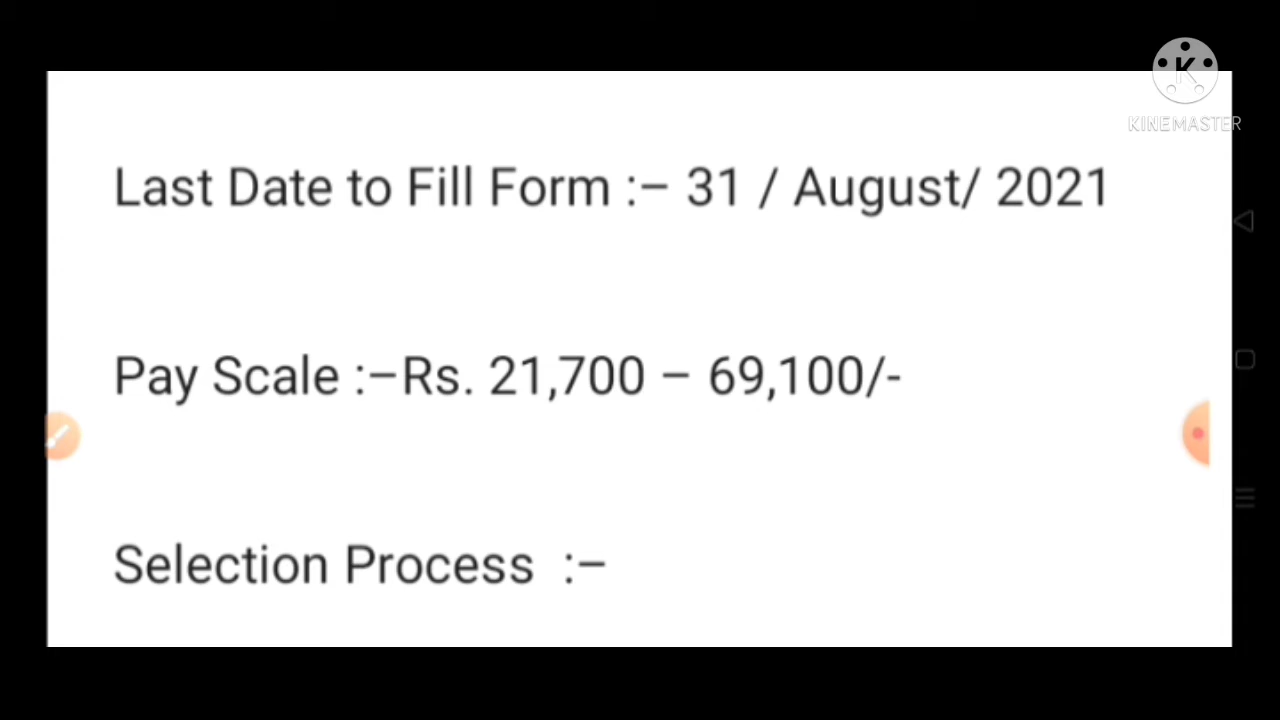 K
KINEMASTER
Last Date to Fill Form :– 31 / August/ 2021
Pay Scale :–Rs. 21,700 – 69,100/-
Selection Process  :–